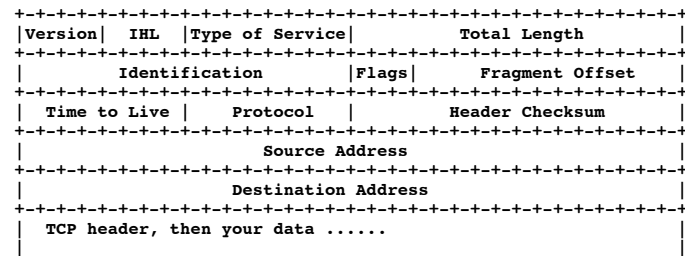 +-+-+-+-+-+-+-+-+-+-+-+-+-+-+-+-+-+-+-+-+-+-+-+-+-+-+-+-+-+-+-+-+
|Version|  IHL  |Type of Service|          Total Length         |
+-+-+-+-+-+-+-+-+-+-+-+-+-+-+-+-+-+-+-+-+-+-+-+-+-+-+-+-+-+-+-+-+
|         Identification        |Flags|      Fragment Offset    |
+-+-+-+-+-+-+-+-+-+-+-+-+-+-+-+-+-+-+-+-+-+-+-+-+-+-+-+-+-+-+-+-+
|  Time to Live |    Protocol   |         Header Checksum       |
+-+-+-+-+-+-+-+-+-+-+-+-+-+-+-+-+-+-+-+-+-+-+-+-+-+-+-+-+-+-+-+-+
|                       Source Address                          |
+-+-+-+-+-+-+-+-+-+-+-+-+-+-+-+-+-+-+-+-+-+-+-+-+-+-+-+-+-+-+-+-+
|                    Destination Address                        |
+-+-+-+-+-+-+-+-+-+-+-+-+-+-+-+-+-+-+-+-+-+-+-+-+-+-+-+-+-+-+-+-+
|  TCP header, then your data ......                            |
|                                                               |